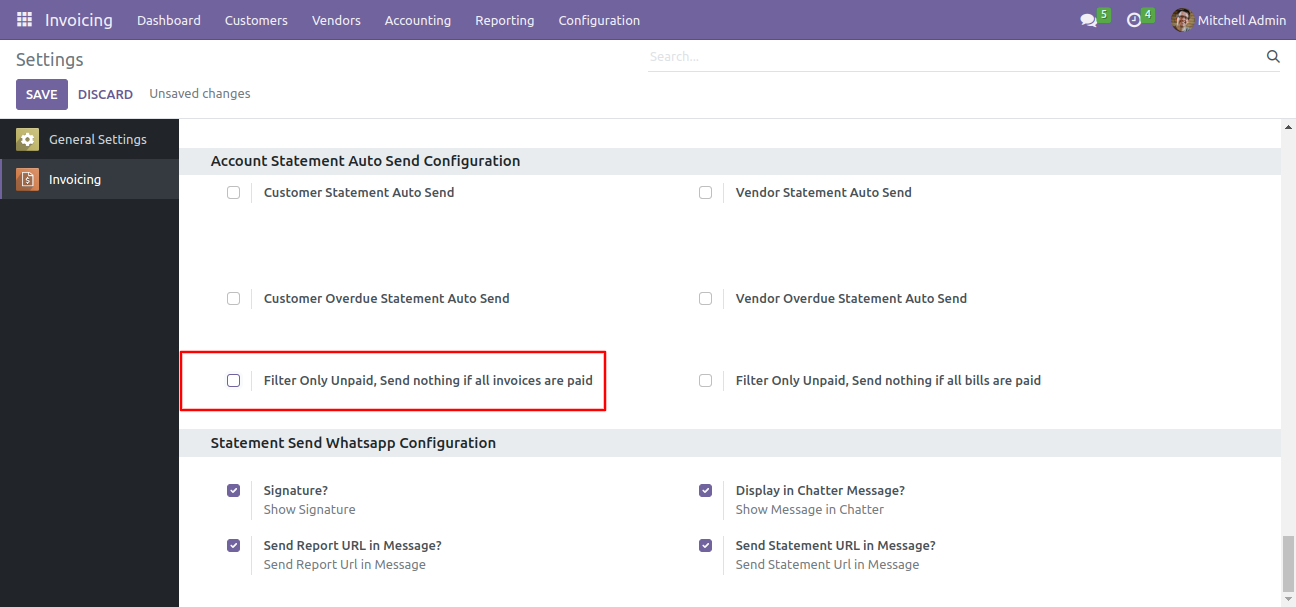 Invoicing Dashboard Customers Vendors Accounting Reporting Configuration 5 4 Mitchell Admin
Settings Search...
SAVE DISCARD Unsaved changes
General Settings
Invoicing
Account Statement Auto Send Configuration
Customer Statement Auto Send Vendor Statement Auto Send
Customer Overdue Statement Auto Send Vendor Overdue Statement Auto Send
Filter Only Unpaid, Send nothing if all invoices are paid Filter Only Unpaid, Send nothing if all bills are paid
Statement Send Whatsapp Configuration
Signature? Display in Chatter Message?
Show Signature Show Message in Chatter
Send Report URL in Message? Send Statement URL in Message?
Send Report Url in Message Send Statement Url in Message